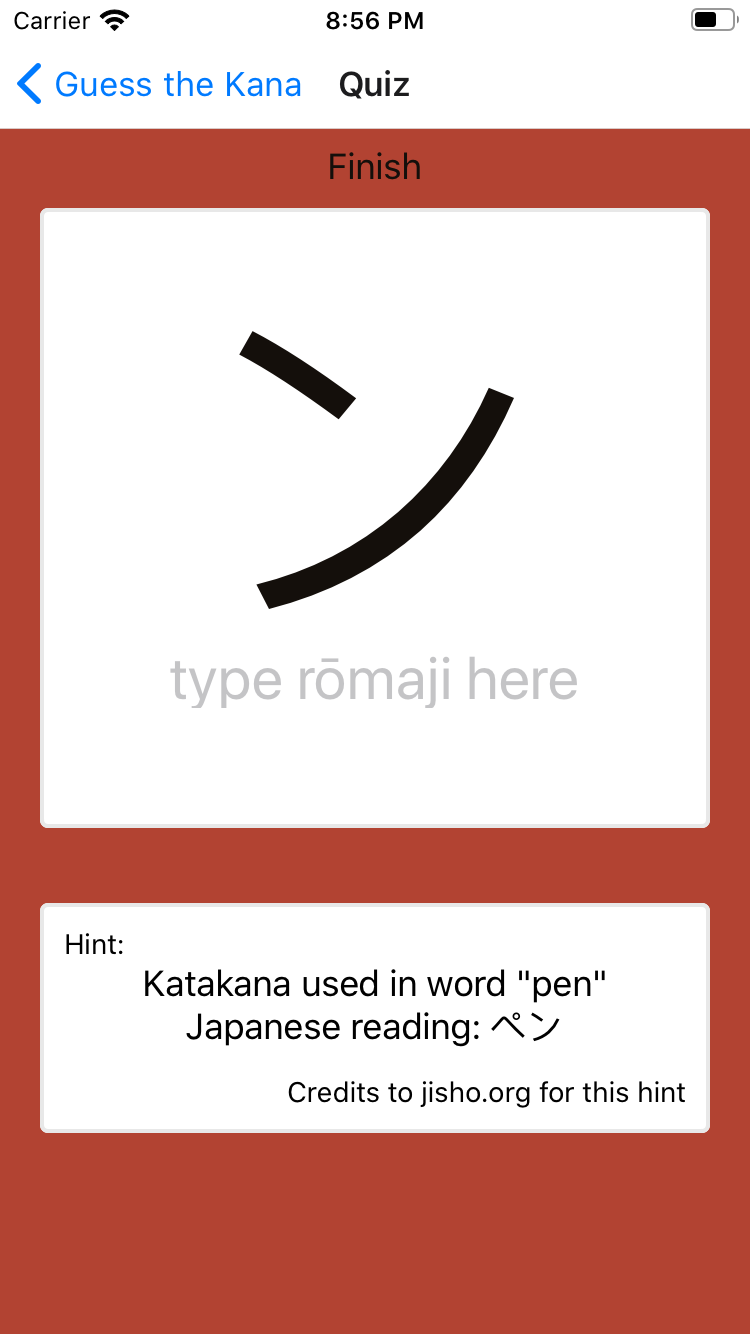 Carrier 8:56 PM
Guess the Kana Quiz
Finish
ン
type rōmaji here
Hint:
Katakana used in word "pen"
Japanese reading: ペン
Credits to jisho.org for this hint